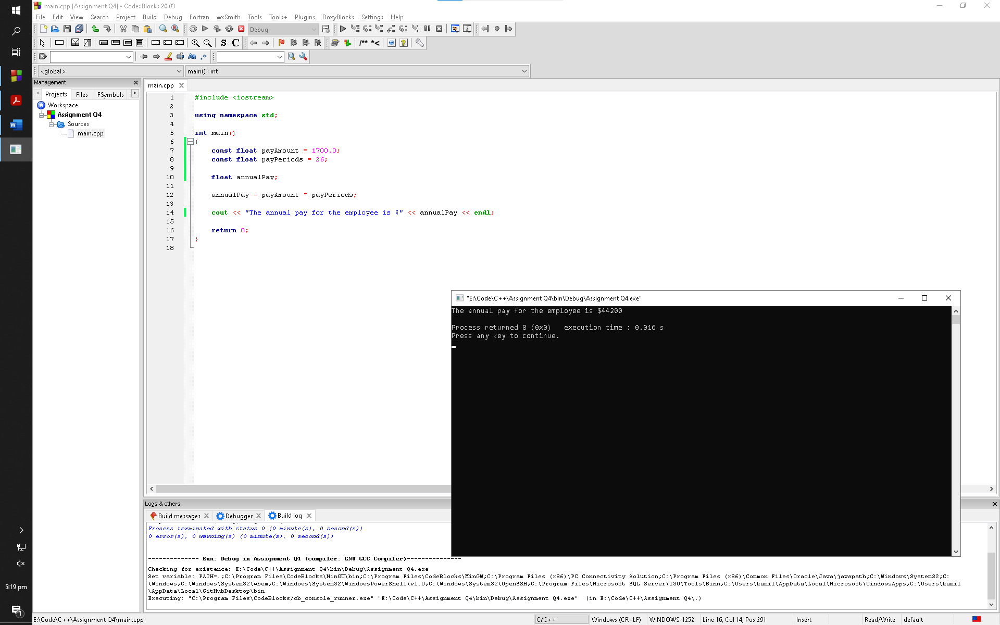 main.cpp [Assignment Q4] - Code::Blocks 20.03
File Edit View Search Project Build Debug Fortran wxSmith Tools Tools+ Plugins DoxyBlocks Settings Help
Debug
S C /** *<
Aa .*
<global> main() : int
Management
Projects Files FSymbols
Workspace
Assignment Q4
Sources
main.cpp
main.cpp
1 #include <iostream>
2
3 using namespace std;
4
5 int main()
6 {
7 const float payAmount = 1700.0;
8 const float payPeriods = 26;
9
10 float annualPay;
11
12 annualPay = payAmount * payPeriods;
13
14 cout << "The annual pay for the employee is $" << annualPay << endl;
15
16 return 0;
17 }
18
"E:\Code\C++\Assignment Q4\bin\Debug\Assignment Q4.exe"
The annual pay for the employee is $44200
Process returned 0 (0x0) execution time : 0.016 s
Press any key to continue.
Logs & others
Build messages Debugger Build log
Process terminated with status 0 (0 minute(s), 0 second(s))
0 error(s), 0 warning(s) (0 minute(s), 0 second(s))
-------------- Run: Debug in Assignment Q4 (compiler: GNU GCC Compiler)---------------
Checking for existence: E:\Code\C++\Assignment Q4\bin\Debug\Assignment Q4.exe
Set variable: PATH=.;C:\Program Files\CodeBlocks\MinGW\bin;C:\Program Files\CodeBlocks\MinGW;C:\Program Files (x86)\PC Connectivity Solution;C:\Program Files (x86)\Common Files\Oracle\Java\javapath;C:\Windows\System32;C:
\Windows;C:\Windows\System32\wbem;C:\Windows\System32\WindowsPowerShell\v1.0;C:\Windows\System32\OpenSSH;C:\Program Files\Microsoft SQL Server\130\Tools\Binn;C:\Users\kamil\AppData\Local\Microsoft\WindowsApps;C:\Users\kamil
\AppData\Local\GitHubDesktop\bin
Executing: "C:\Program Files\CodeBlocks/cb_console_runner.exe" "E:\Code\C++\Assignment Q4\bin\Debug\Assignment Q4.exe" (in E:\Code\C++\Assignment Q4\.)
5:19 pm
1
E:\Code\C++\Assignment Q4\main.cpp C/C++ Windows (CR+LF) WINDOWS-1252 Line 16, Col 14, Pos 291 Insert Read/Write default